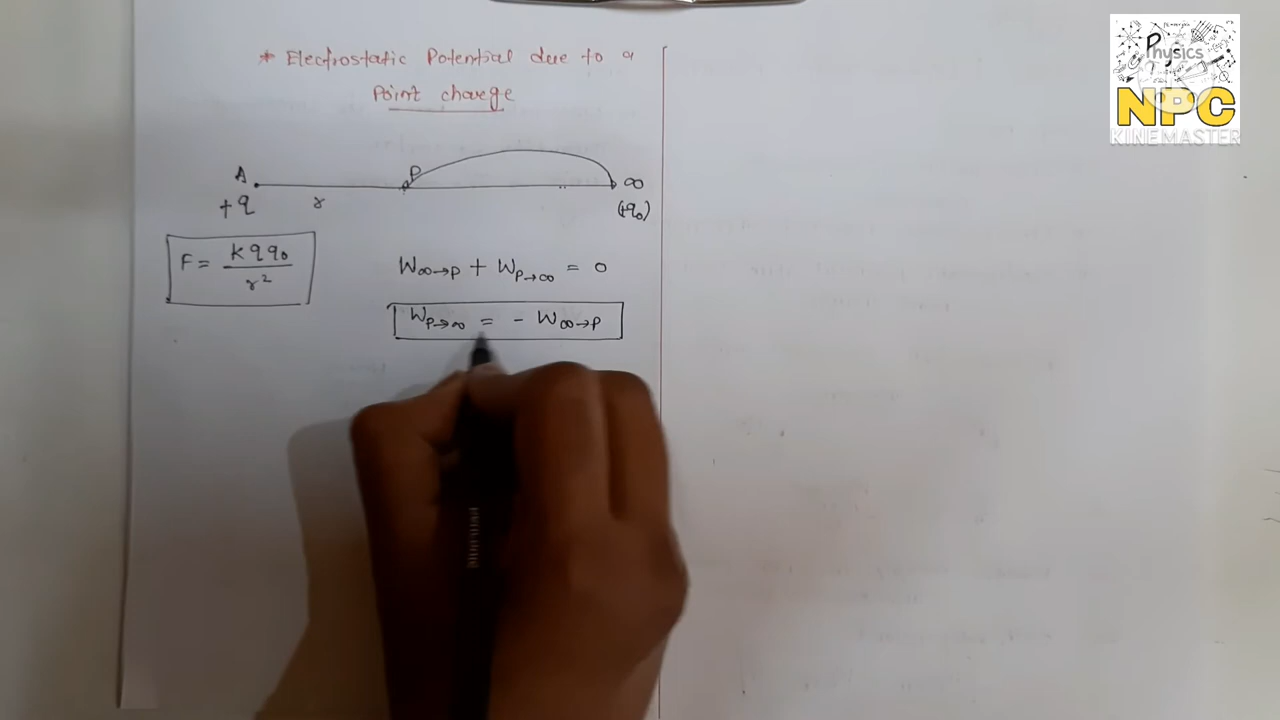 * Electrostatic Potential due to a
Point charge
A P ∞
+q r (+q₀)
F = kqq₀/r²
W∞→P + WP→∞ = 0
WP→∞ = - W∞→P
Physics
NPC
KINEMASTER